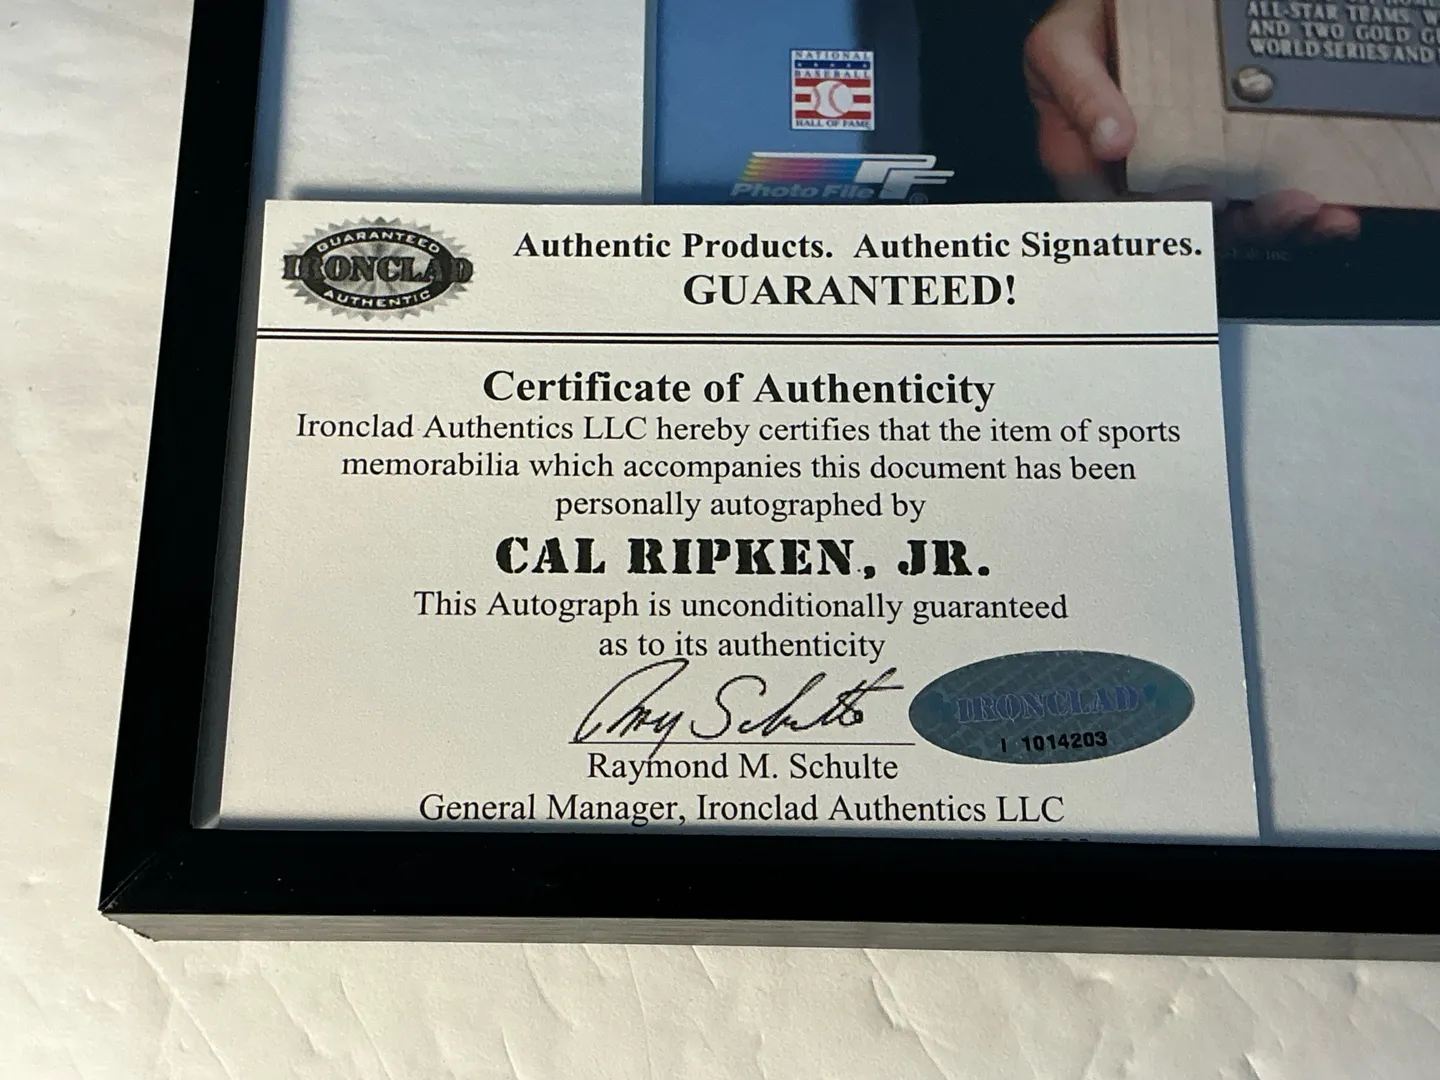 ALL-STAR TEAMS
AND TWO GOLD
WORLD SERIES AND
NATIONAL
BASEBALL
HALL OF FAME
Photo File
PF
GUARANTEED
IRONCLAD
AUTHENTIC
Authentic Products. Authentic Signatures.
GUARANTEED!
Certificate of Authenticity
Ironclad Authentics LLC hereby certifies that the item of sports
memorabilia which accompanies this document has been
personally autographed by
CAL RIPKEN, JR.
This Autograph is unconditionally guaranteed
as to its authenticity
Ray Schulte
IRONCLAD
I 1014203
Raymond M. Schulte
General Manager, Ironclad Authentics LLC